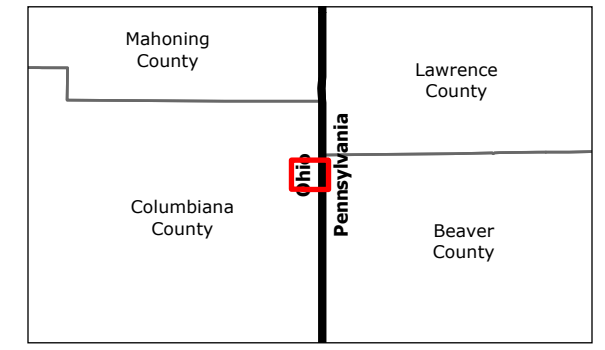 Mahoning
County
Lawrence
County
Ohio
Pennsylvania
Columbiana
County
Beaver
County